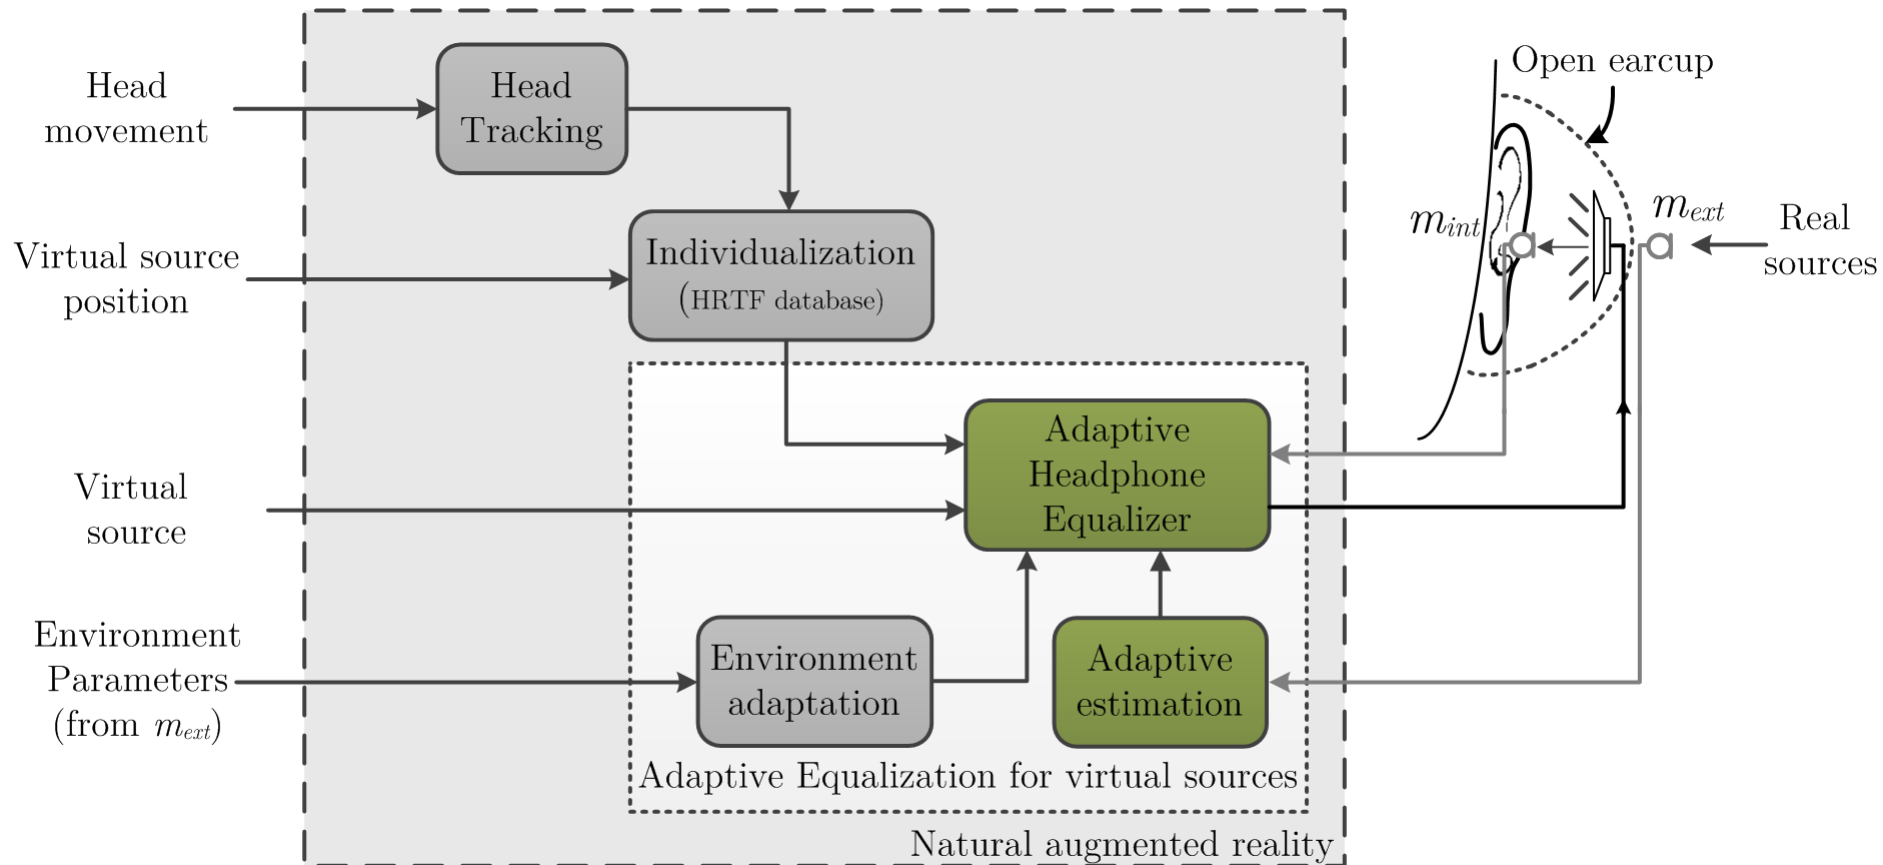 Head
movement
Head
Tracking
Open earcup
Virtual source
position
Individualization
(HRTF database)
m_int
m_ext
Real
sources
Virtual
source
Adaptive
Headphone
Equalizer
Environment
Parameters
(from m_ext)
Environment
adaptation
Adaptive
estimation
Adaptive Equalization for virtual sources
Natural augmented reality